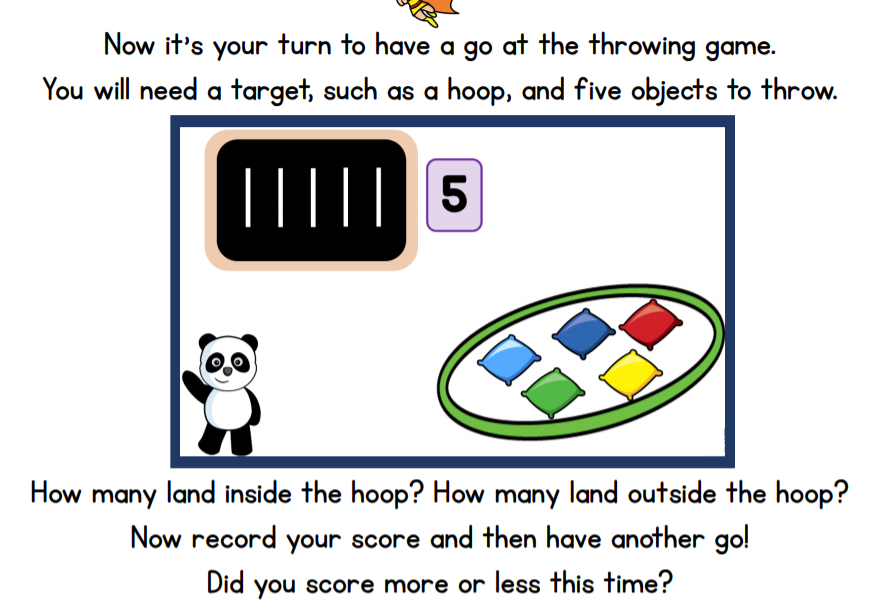 Now it's your turn to have a go at the throwing game.
You will need a target, such as a hoop, and five objects to throw.
5
How many land inside the hoop? How many land outside the hoop?
Now record your score and then have another go!
Did you score more or less this time?